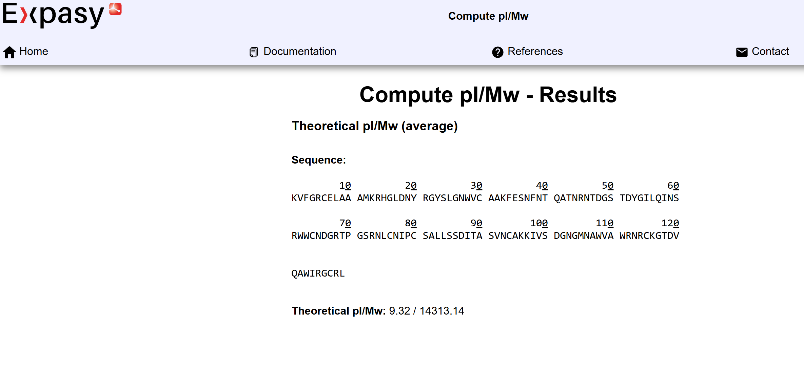 Expasy
Compute pI/Mw
Home Documentation References Contact
Compute pI/Mw - Results
Theoretical pI/Mw (average)
Sequence:
10 20 30 40 50 60
KVFGRCELAA AMKRHGLDNY RGYSLGNWVC AAKFESNFNT QATNRNTDGS TDYGILQINS
70 80 90 100 110 120
RWWCNDGRTP GSRNLCNIPC SALLSSDITA SVNCAKKIVS DGNGMNAWVA WRNRCKGTDV
QAWIRGCRL
Theoretical pI/Mw: 9.32 / 14313.14